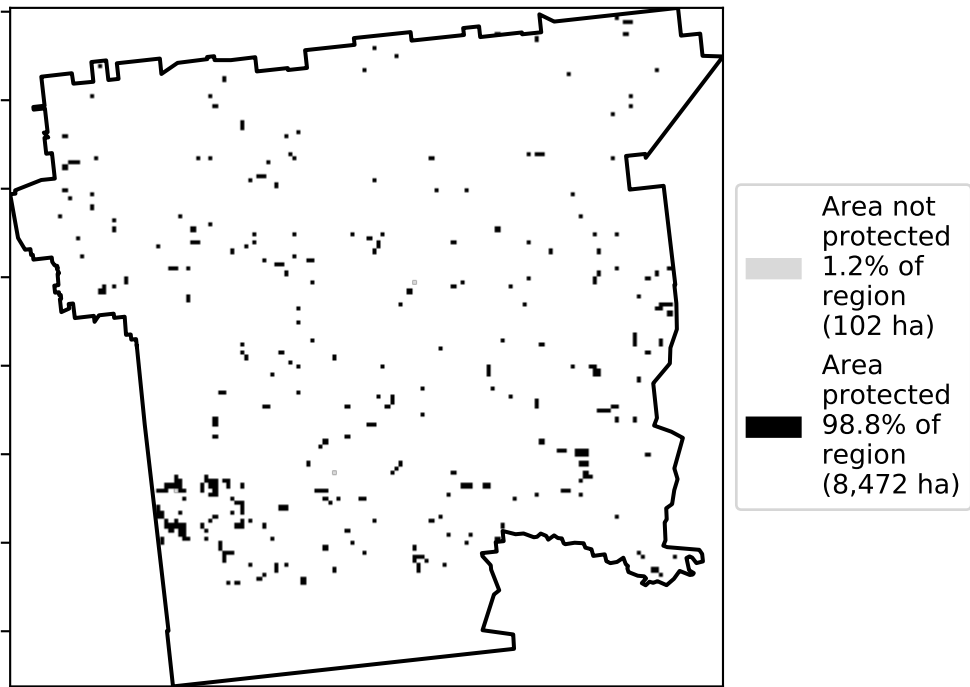 Area not
protected
1.2% of
region
(102 ha)
Area
protected
98.8% of
region
(8,472 ha)